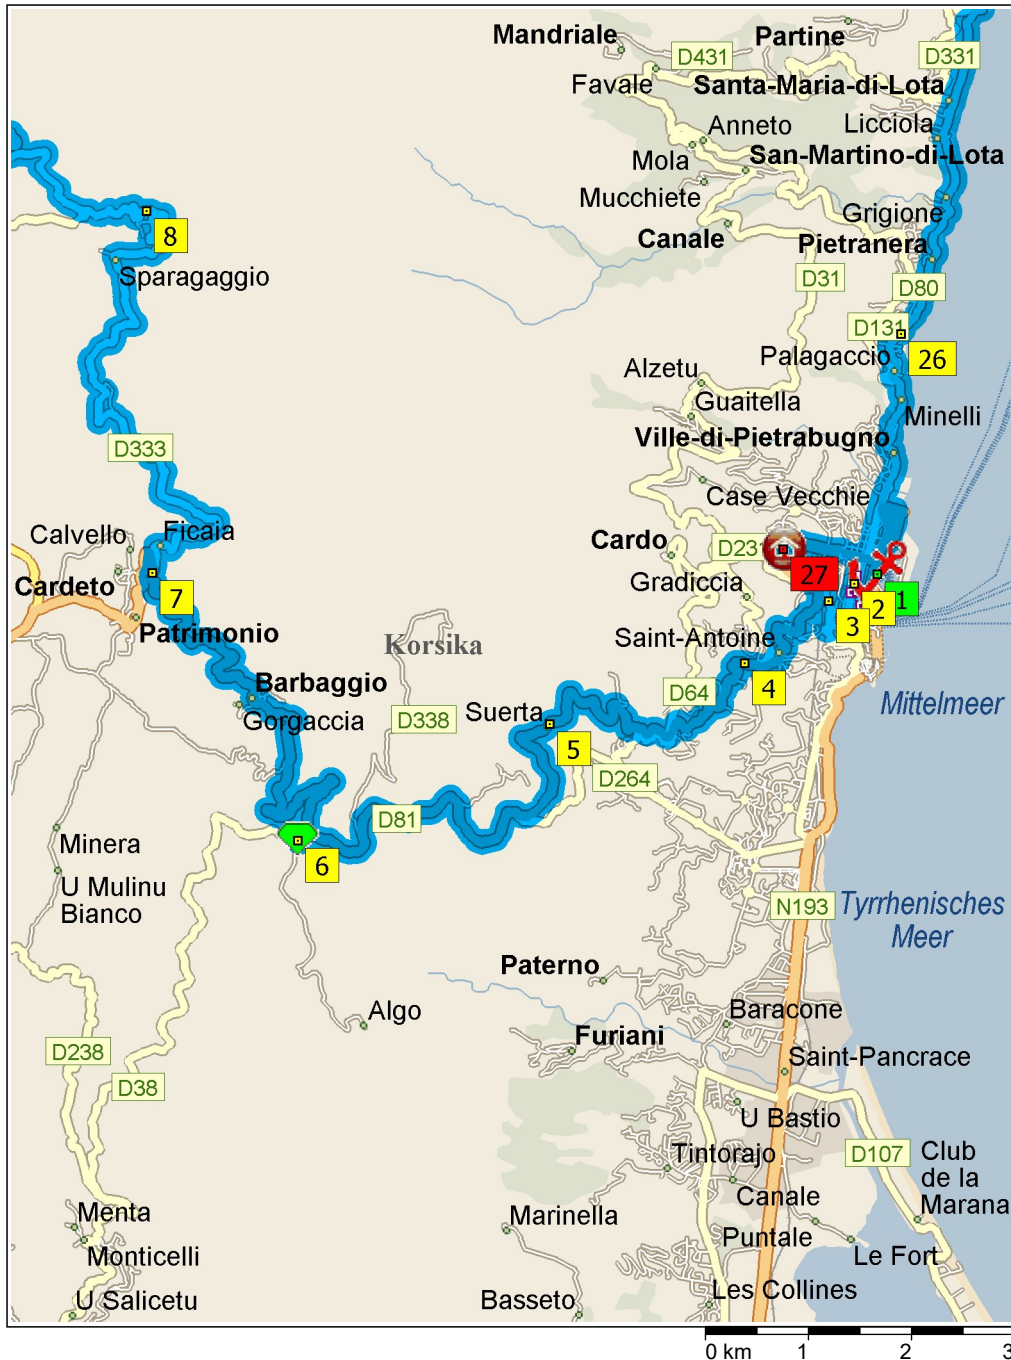 Mandriale
Partine
D431
D331
Favale
Santa-Maria-di-Lota
Licciola
Anneto
Mola
San-Martino-di-Lota
Mucchiete
Grigione
8
Canale
Pietranera
Sparagaggio
D31
D80
D131
Palagaccio
26
Alzetu
Guaitella
Minelli
D333
Ville-di-Pietrabugno
Case Vecchie
Calvello
Ficaia
Cardo
D231
Cardeto
27
Gradiccia
7
1
2
3
Patrimonio
Korsika
Saint-Antoine
4
Barbaggio
D64
Mittelmeer
Gorgaccia
D338
Suerta
5
D264
D81
Minera
6
U Mulinu
Bianco
N193
Tyrrhenisches
Meer
Paterno
Algo
Baracone
Furiani
D238
Saint-Pancrace
D38
U Bastio
Tintorajo
D107
Club
de la
Marana
Canale
Menta
Marinella
Puntale
Monticelli
Le Fort
U Salicetu
Basseto
Les Collines
0 km
1
2
3